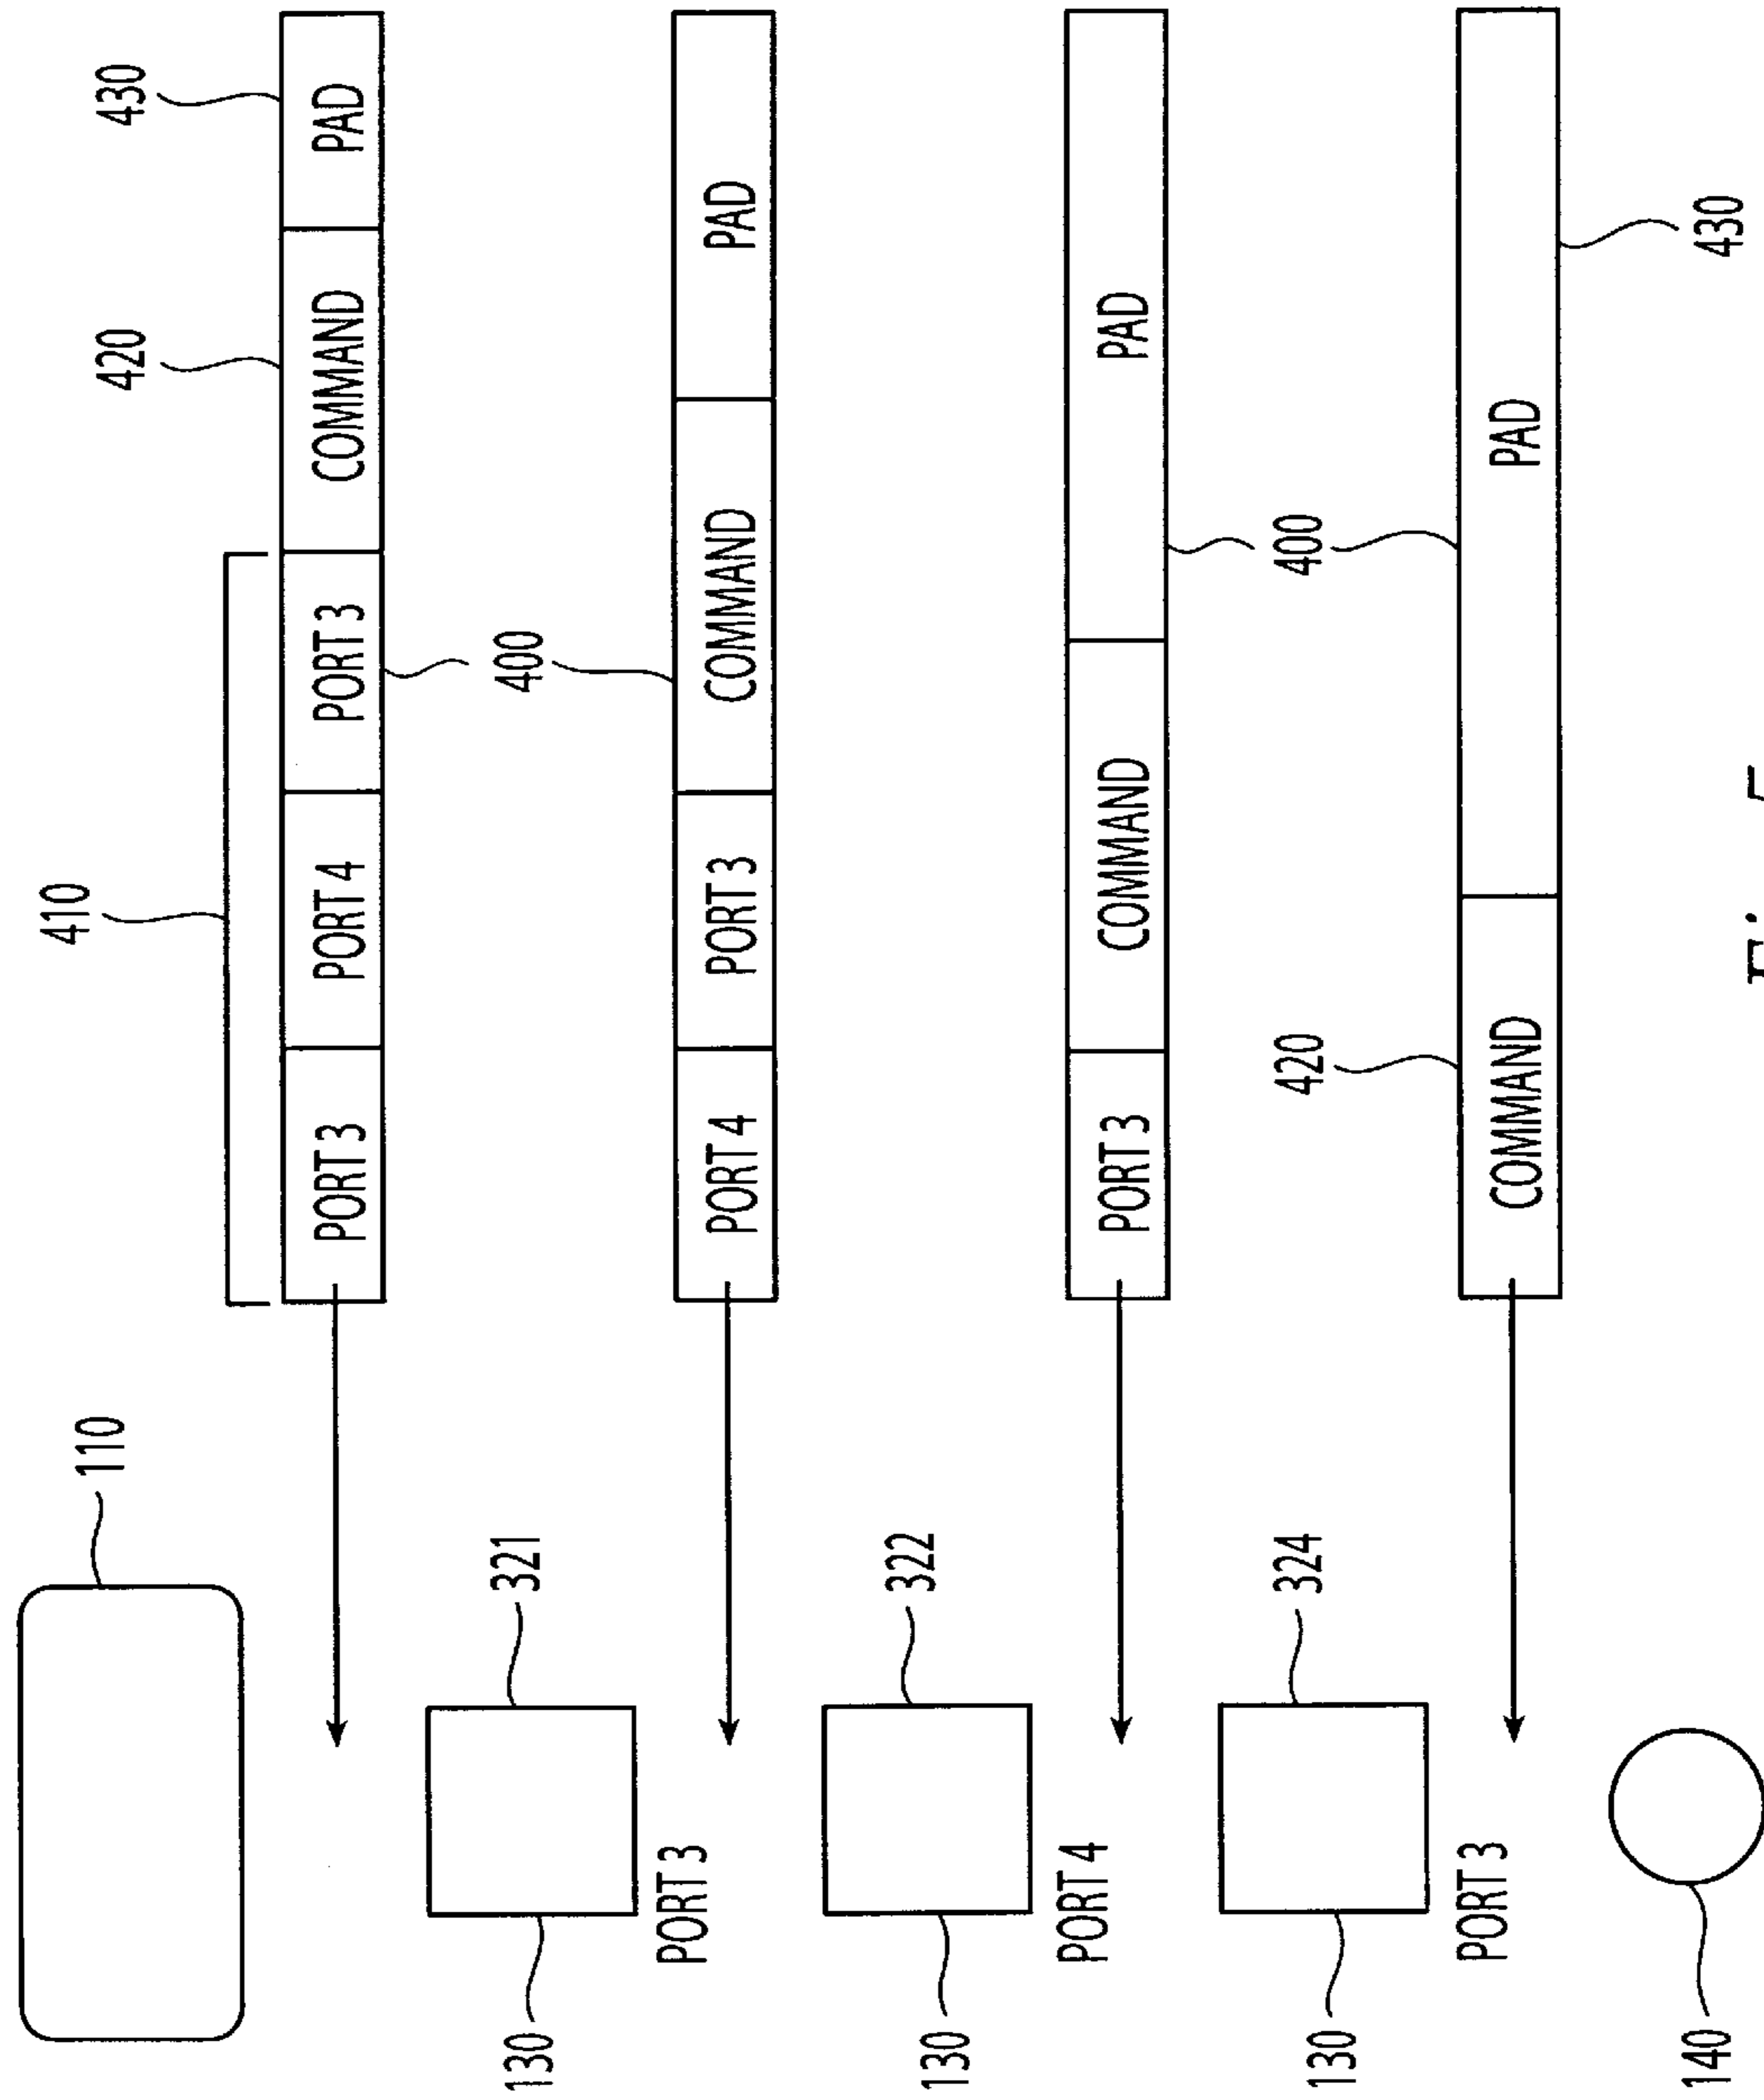 410
110
420 430
PORT 3 PORT 4 PORT 3 COMMAND PAD
130 321 400
PORT 3
PORT 4 PORT 3 COMMAND PAD
130 322
PORT 4
PORT 3 COMMAND PAD
130 324 420 400
PORT 3
COMMAND PAD
140 430